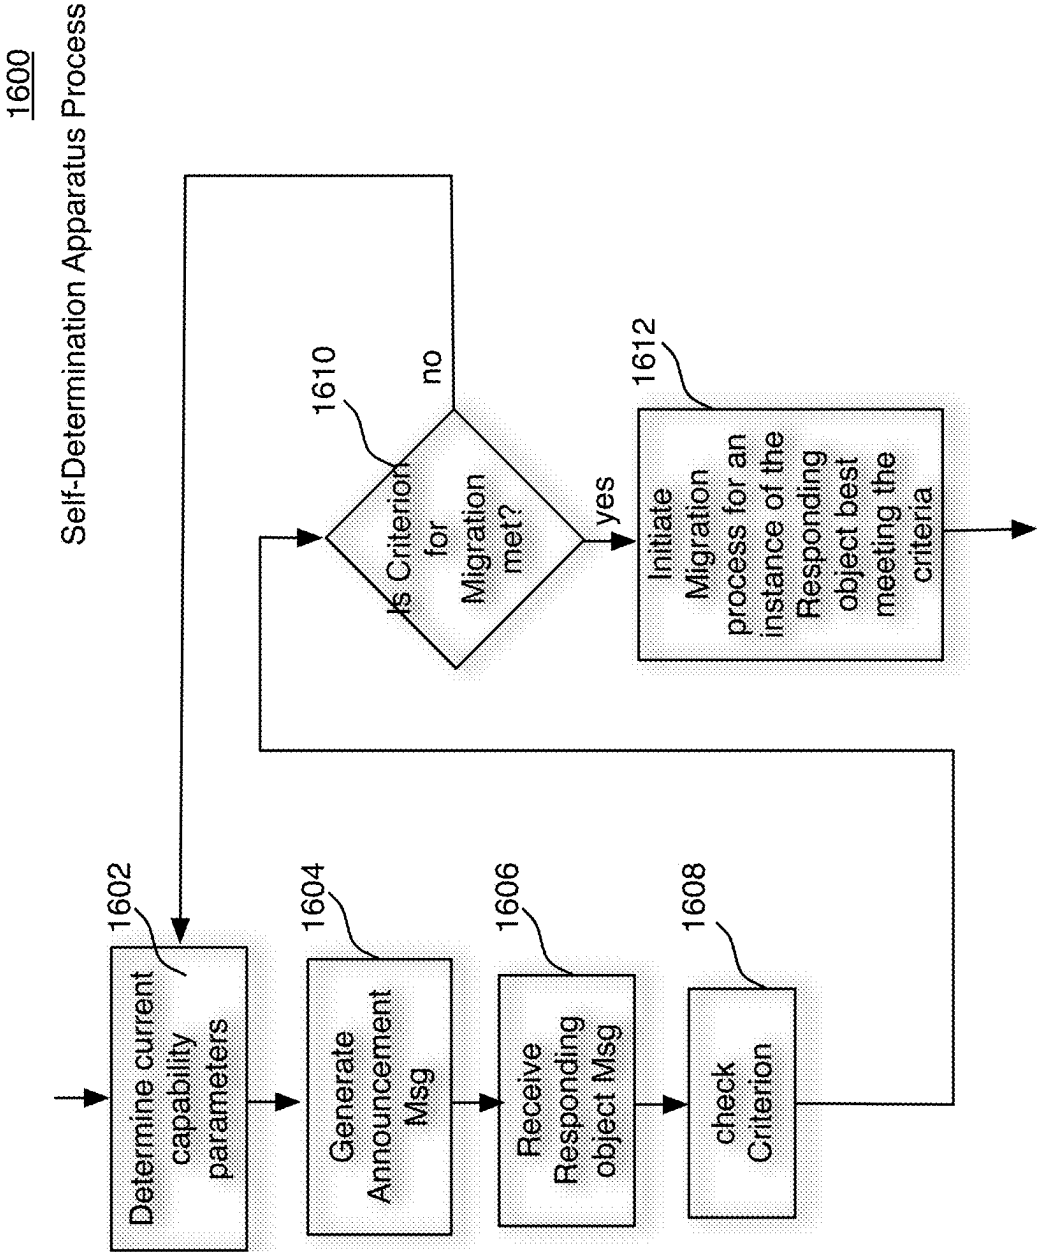 1600
Self-Determination Apparatus Process
1602
Determine current
capability
parameters
1604
Generate
Announcement
Msg
1606
Receive
Responding
object Msg
1608
check
Criterion
1610
Is Criterion
for
Migration
met?
no
yes
1612
Initiate
Migration
process for an
instance of the
Responding
object best
meeting the
criteria